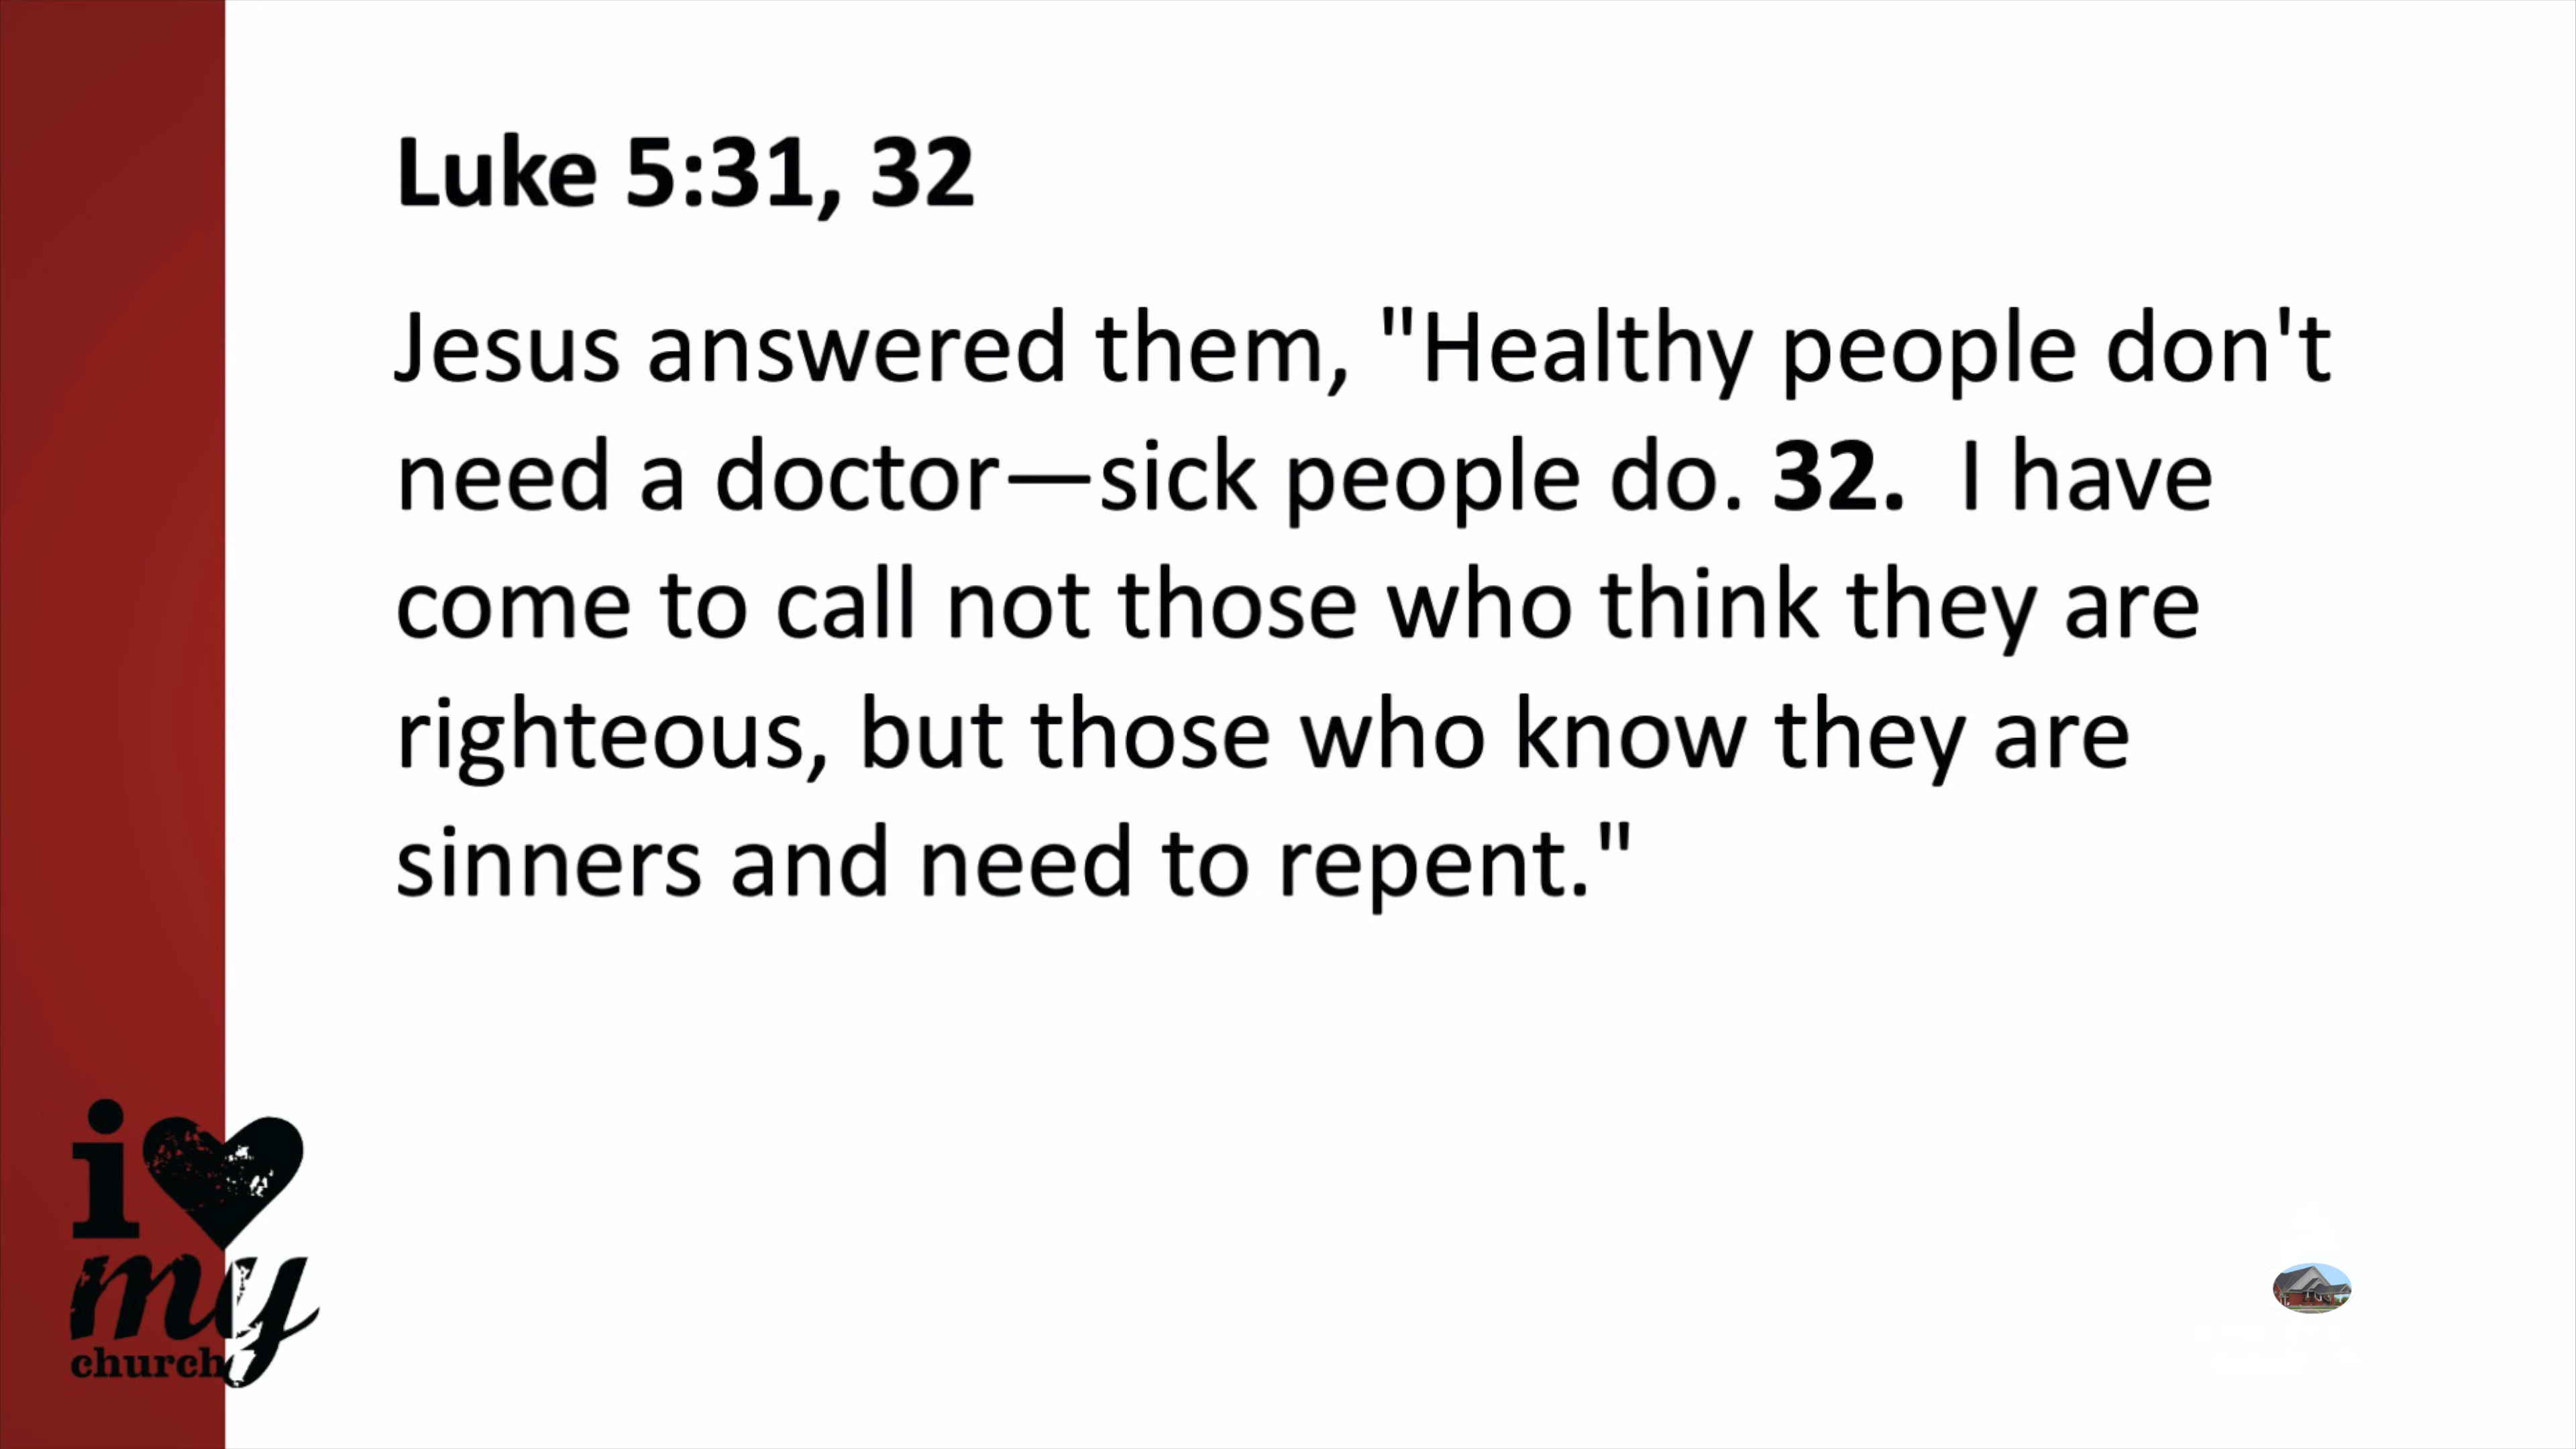 Luke 5:31, 32
Jesus answered them, "Healthy people don't
need a doctor—sick people do. 32.  I have
come to call not those who think they are
righteous, but those who know they are
sinners and need to repent."
i
my
church